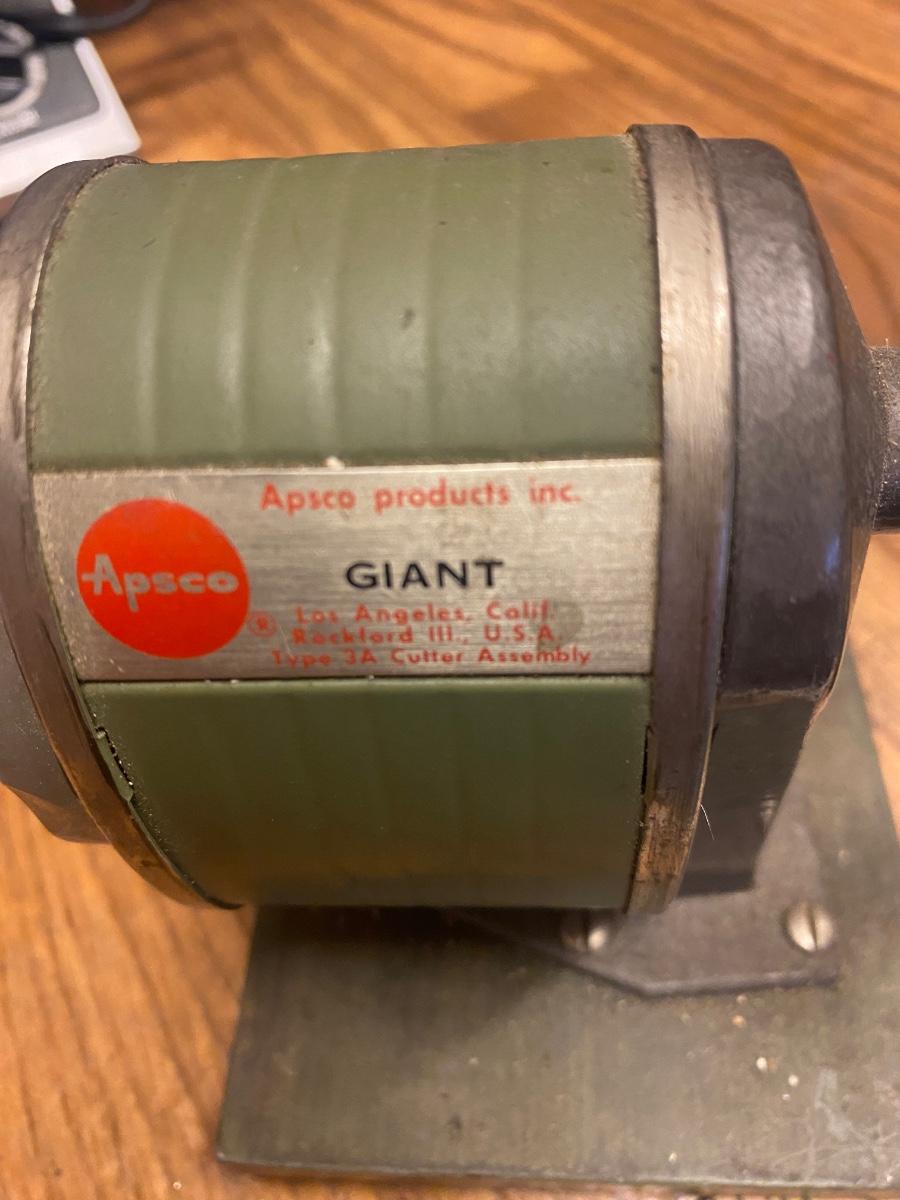 Apsco products inc.
Apsco
GIANT
® Los Angeles, Calif.
Rockford Ill., U.S.A.
Type 3A Cutter Assembly